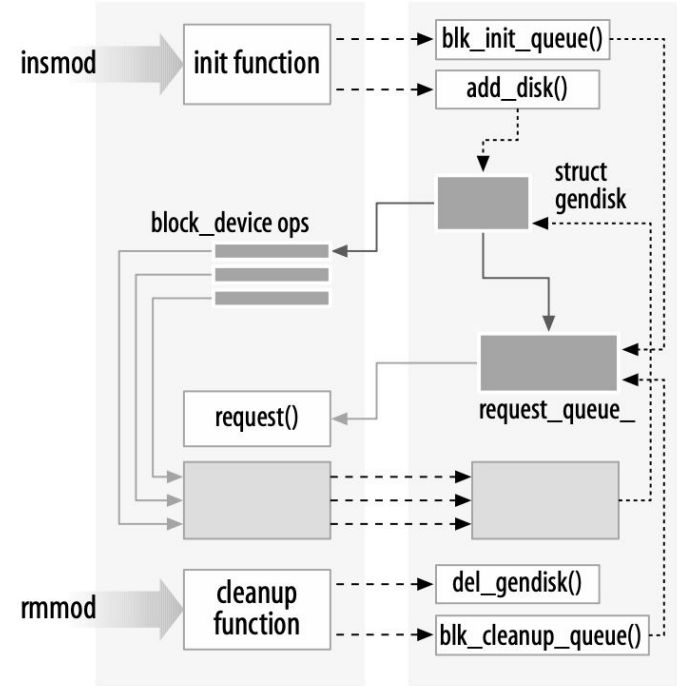 blk_init_queue()
insmod
init function
add_disk()
struct
gendisk
block_device ops
request()
request_queue_
del_gendisk()
rmmod
cleanup
function
blk_cleanup_queue()